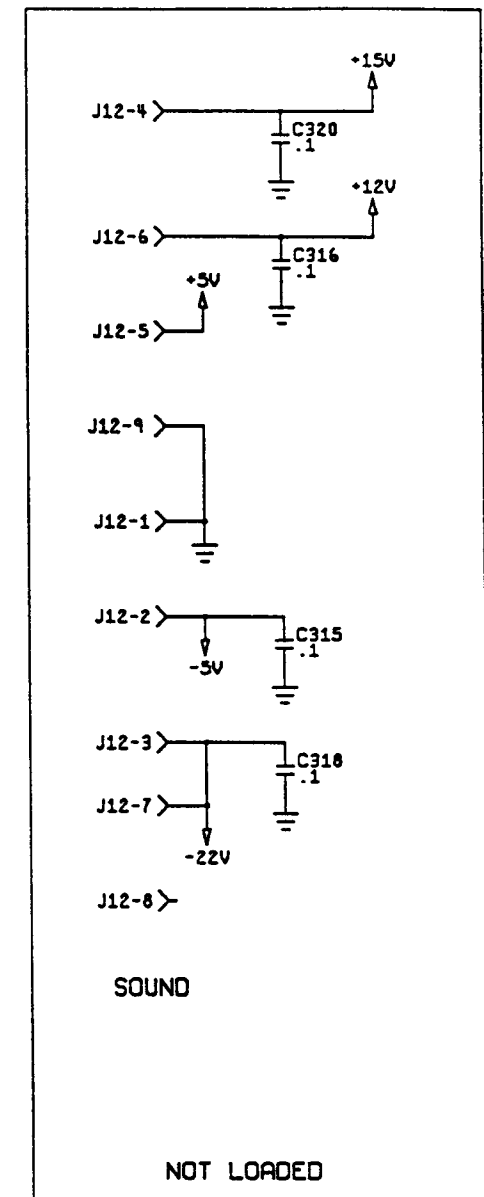 +15V
J12-4
C320
.1
+12V
J12-6
C316
.1
+5V
J12-5
J12-9
J12-1
J12-2
C315
.1
-5V
J12-3
C318
.1
J12-7
-22V
J12-8
SOUND
NOT LOADED